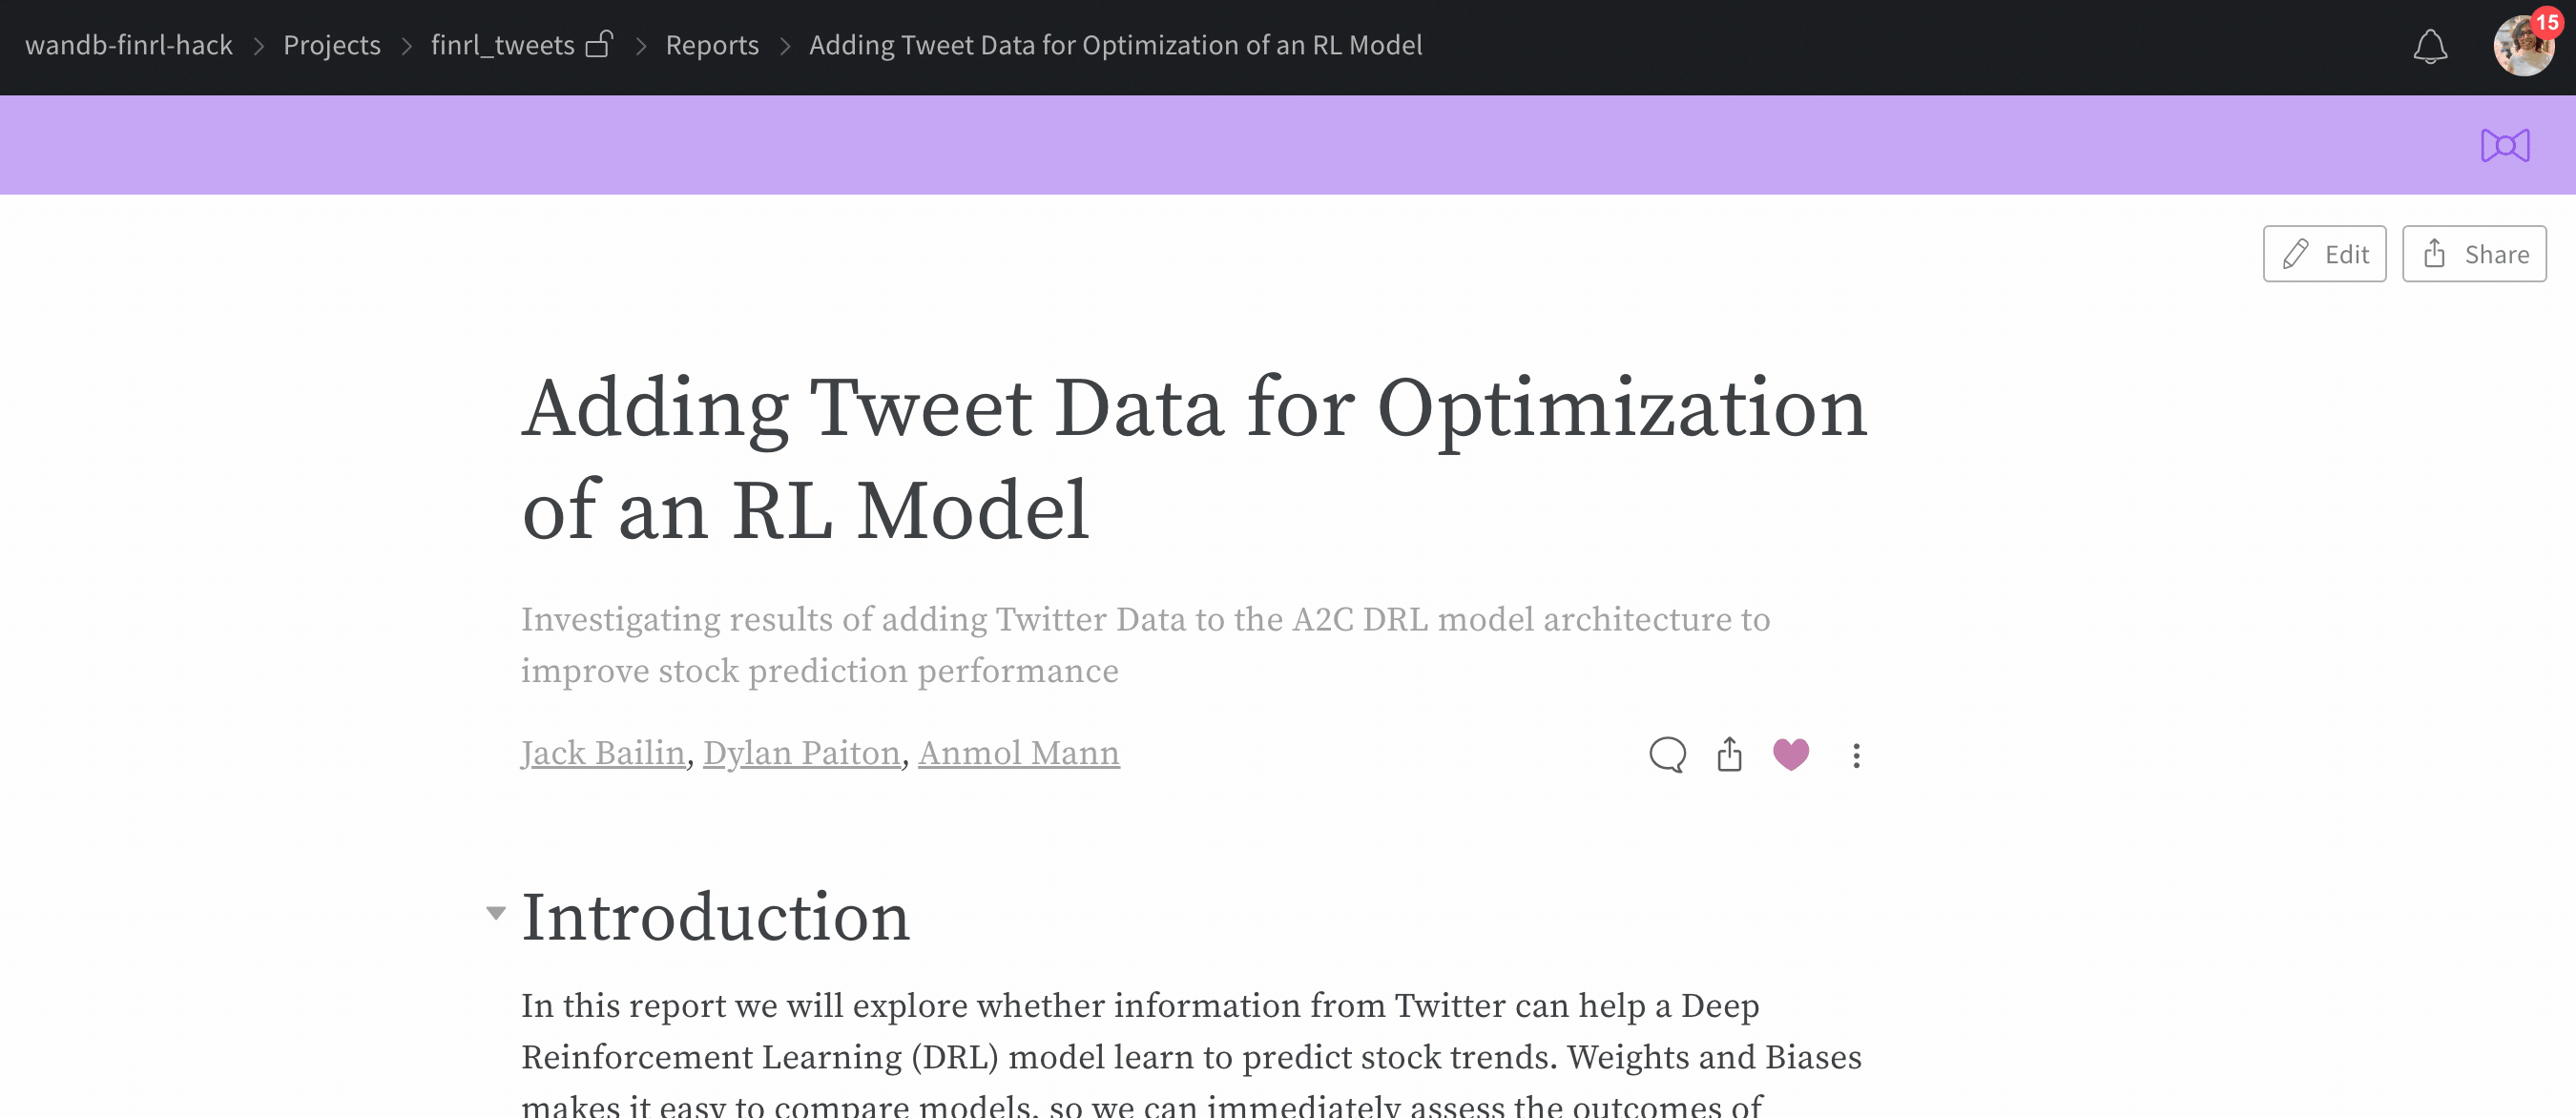 wandb-finrl-hack > Projects > finrl_tweets > Reports > Adding Tweet Data for Optimization of an RL Model
15
Edit
Share
Adding Tweet Data for Optimization
of an RL Model
Investigating results of adding Twitter Data to the A2C DRL model architecture to
improve stock prediction performance
Jack Bailin, Dylan Paiton, Anmol Mann
Introduction
In this report we will explore whether information from Twitter can help a Deep
Reinforcement Learning (DRL) model learn to predict stock trends. Weights and Biases
makes it easy to compare models, so we can immediately assess the outcomes of